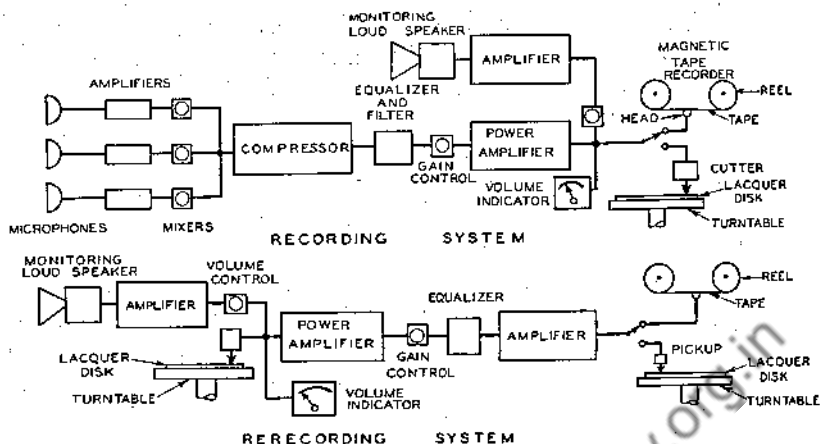 MONITORING
LOUD SPEAKER
AMPLIFIER
MAGNETIC
TAPE
RECORDER
REEL
TAPE
HEAD
AMPLIFIERS
EQUALIZER
AND
FILTER
COMPRESSOR
POWER
AMPLIFIER
GAIN
CONTROL
VOLUME
INDICATOR
CUTTER
LACQUER
DISK
TURNTABLE
MICROPHONES
MIXERS
RECORDING SYSTEM
MONITORING
LOUD SPEAKER
VOLUME
CONTROL
AMPLIFIER
EQUALIZER
REEL
TAPE
POWER
AMPLIFIER
GAIN
CONTROL
AMPLIFIER
PICKUP
LACQUER
DISK
TURNTABLE
LACQUER
DISK
TURNTABLE
VOLUME
INDICATOR
RERECORDING SYSTEM
y.org.in